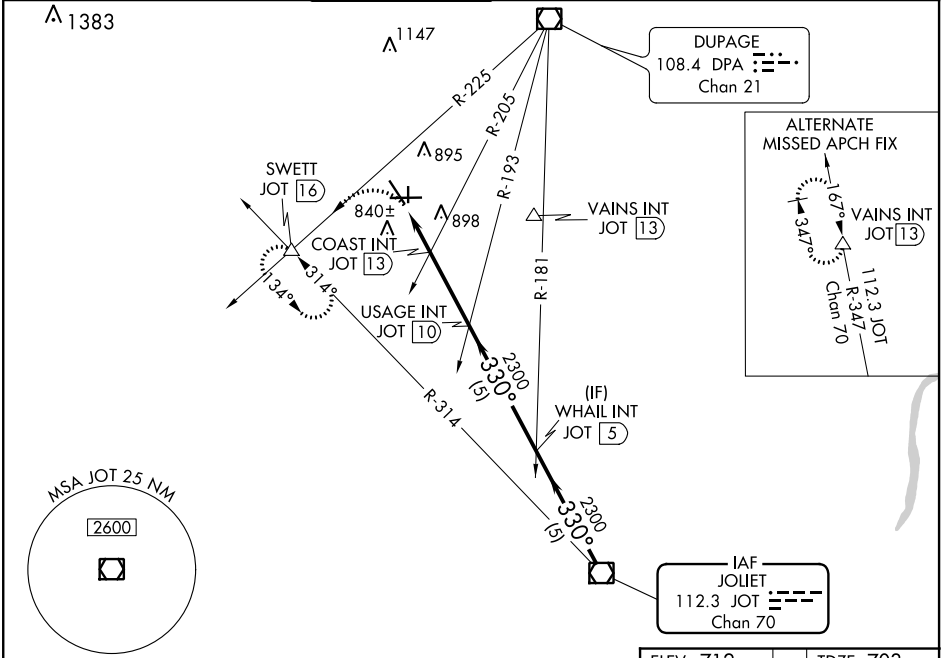 1383
1147
DUPAGE
108.4 DPA
Chan 21
R-225
R-205
R-193
R-181
895
898
840±
SWETT
JOT 16
COAST INT
JOT 13
USAGE INT
JOT 10
VAINS INT
JOT 13
ALTERNATE
MISSED APCH FIX
167°
347°
VAINS INT
JOT 13
112.3 JOT
R-347
Chan 70
134°
314°
R-314
2300
330°
(5)
(IF)
WHAIL INT
JOT 5
2300
330°
(5)
MSA JOT 25 NM
2600
IAF
JOLIET
112.3 JOT
Chan 70